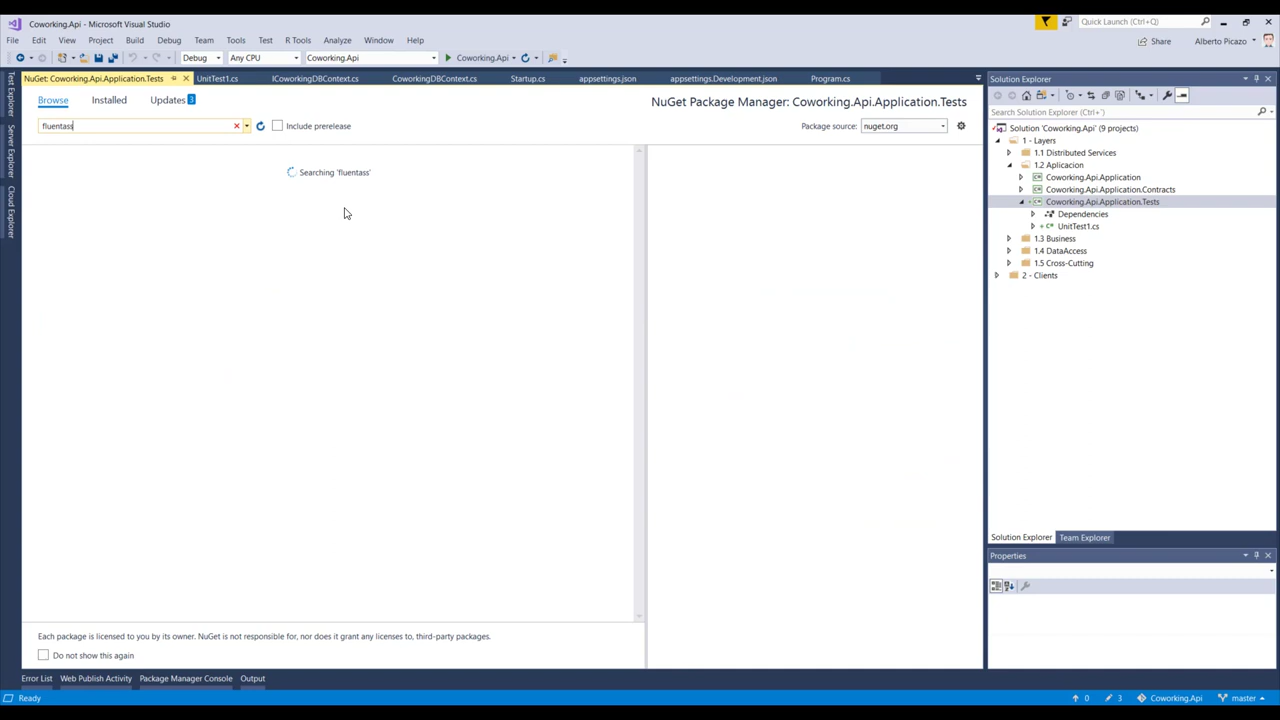 Coworking.Api - Microsoft Visual Studio
Quick Launch (Ctrl+Q)
File Edit View Project Build Debug Team Tools Test R Tools Analyze Window Help
Share Alberto Picazo
Debug Any CPU Coworking.Api Coworking.Api
NuGet: Coworking.Api.Application.Tests UnitTest1.cs ICoworkingDBContext.cs CoworkingDBContext.cs Startup.cs appsettings.json appsettings.Development.json Program.cs
Test Explorer
Server Explorer
Cloud Explorer
Browse Installed Updates 3
NuGet Package Manager: Coworking.Api.Application.Tests
fluentass
Include prerelease
Package source: nuget.org
Searching 'fluentass'
Each package is licensed to you by its owner. NuGet is not responsible for, nor does it grant any licenses to, third-party packages.
Do not show this again
Solution Explorer
Search Solution Explorer (Ctrl+')
Solution 'Coworking.Api' (9 projects)
1 - Layers
1.1 Distributed Services
1.2 Aplicacion
Coworking.Api.Application
Coworking.Api.Application.Contracts
Coworking.Api.Application.Tests
Dependencies
UnitTest1.cs
1.3 Business
1.4 DataAccess
1.5 Cross-Cutting
2 - Clients
Solution Explorer Team Explorer
Properties
Error List Web Publish Activity Package Manager Console Output
Ready
0 3 Coworking.Api master